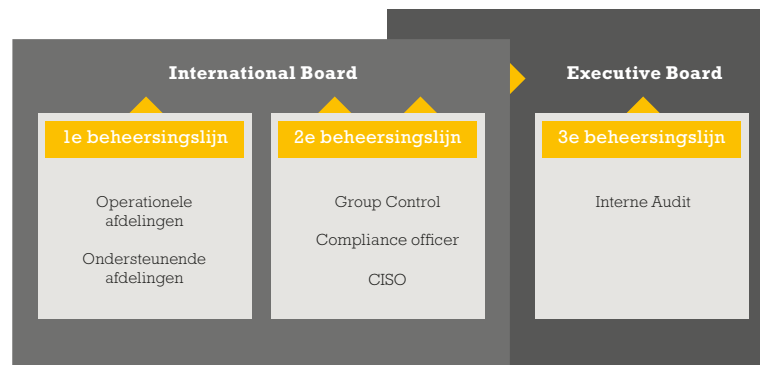 International Board
Executive Board
1e beheersingslijn
2e beheersingslijn
3e beheersingslijn
Operationele
afdelingen
Ondersteunende
afdelingen
Group Control
Compliance officer
CISO
Interne Audit